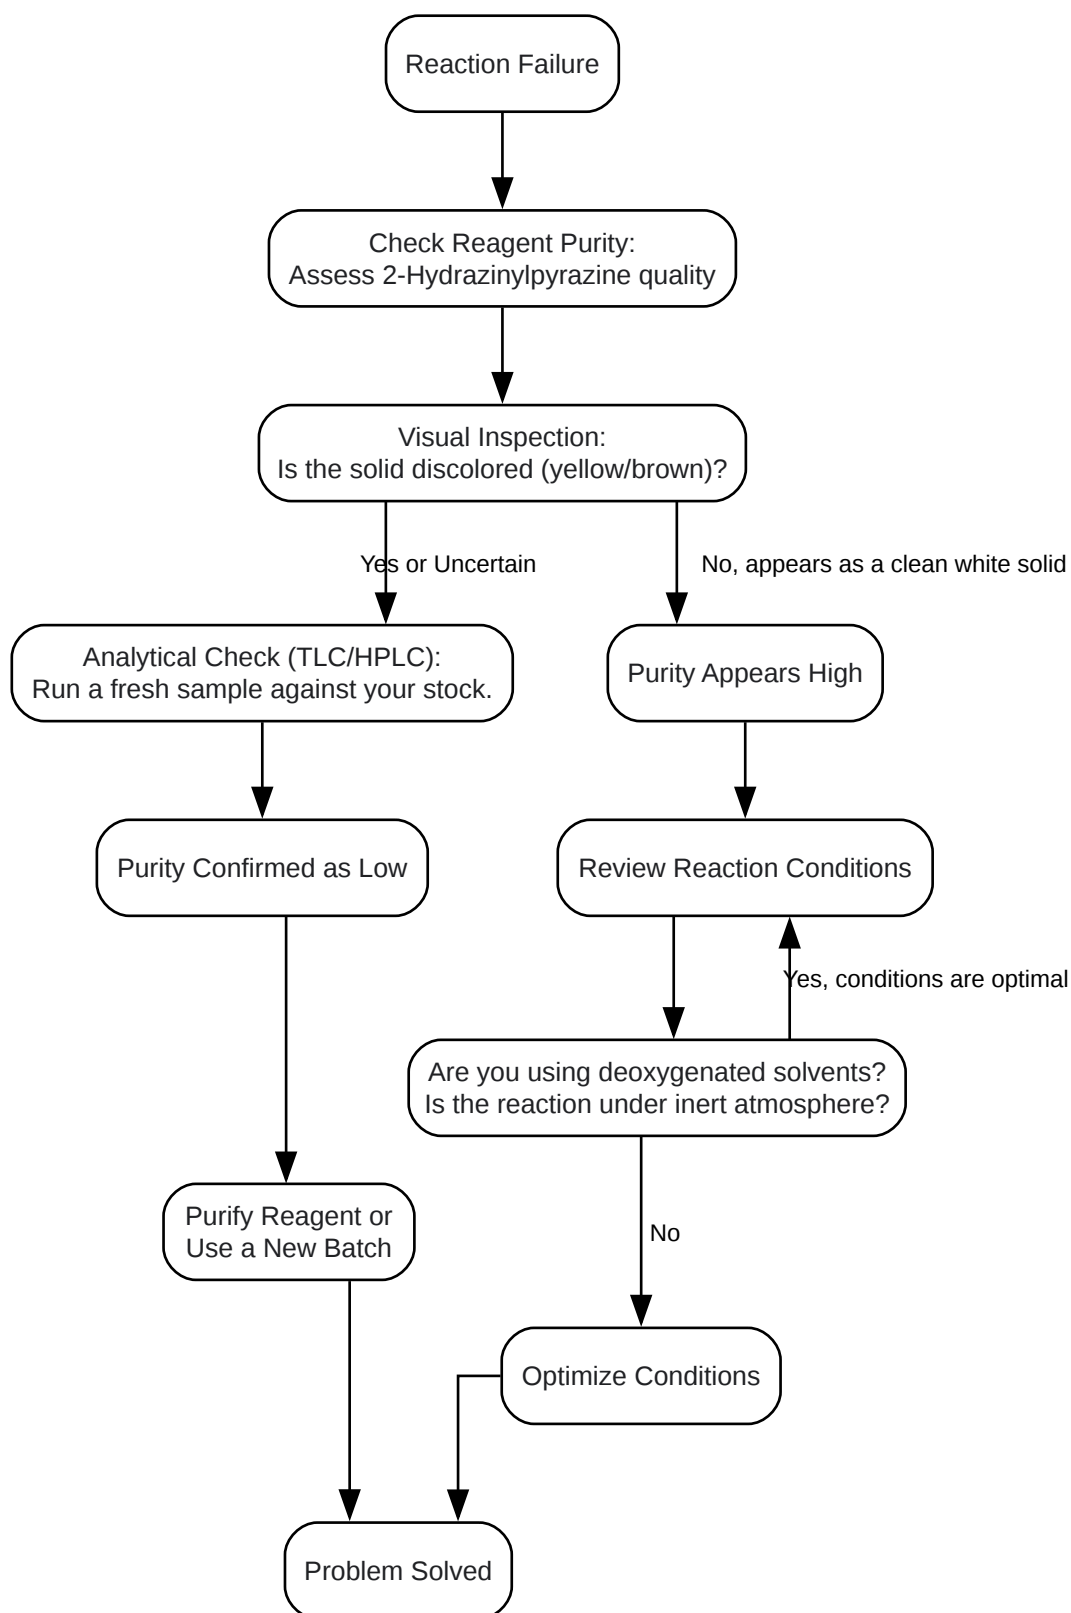 Reaction Failure
Check Reagent Purity:
Assess 2-Hydrazinylpyrazine quality
Visual Inspection:
Is the solid discolored (yellow/brown)?
Yes or Uncertain
No, appears as a clean white solid
Analytical Check (TLC/HPLC):
Run a fresh sample against your stock.
Purity Appears High
Purity Confirmed as Low
Review Reaction Conditions
Yes, conditions are optimal
Are you using deoxygenated solvents?
Is the reaction under inert atmosphere?
Purify Reagent or
Use a New Batch
No
Optimize Conditions
Problem Solved